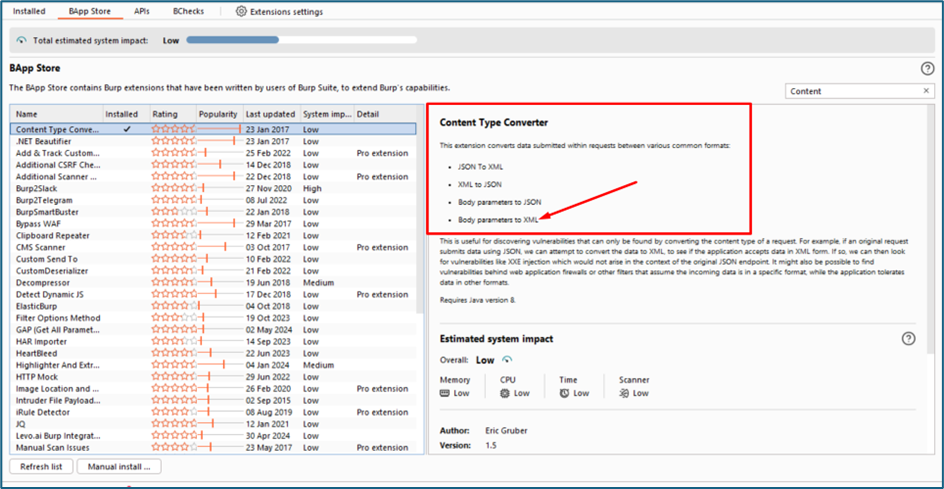 Installed BApp Store APIs BChecks Extensions settings
Total estimated system impact: Low
BApp Store
The BApp Store contains Burp extensions that have been written by users of Burp Suite, to extend Burp's capabilities.
Content
Name Installed Rating Popularity Last updated System imp... Detail
Content Type Conve... 23 Jan 2017 Low
.NET Beautifier 23 Jan 2017 Low
Add & Track Custom... 25 Feb 2022 Low Pro extension
Additional CSRF Che... 14 Dec 2018 Low
Additional Scanner ... 22 Dec 2018 Low Pro extension
Burp2Slack 27 Nov 2020 High
Burp2Telegram 08 Jul 2022 Low
BurpSmartBuster 22 Jan 2018 Low
Bypass WAF 29 Mar 2017 Low
Clipboard Repeater 12 Feb 2021 Low
CMS Scanner 03 Oct 2017 Low Pro extension
Custom Send To 10 Feb 2022 Low
CustomDeserializer 21 Feb 2022 Low
Decompressor 19 Jun 2018 Medium
Detect Dynamic JS 17 Dec 2018 Low Pro extension
ElasticBurp 04 Oct 2018 Low
Filter Options Method 19 Oct 2023 Low
GAP (Get All Paramet... 02 May 2024 Low
HAR Importer 14 Sep 2023 Low
HeartBleed 22 Jun 2023 Low
Highlighter And Extr... 04 Jan 2024 Medium
HTTP Mock 29 Jun 2022 Low
Image Location and ... 26 Feb 2020 Low Pro extension
Intruder File Payload... 02 Sep 2015 Low
iRule Detector 08 Aug 2019 Low Pro extension
JQ 12 Jan 2021 Low
Levo.ai Burp Integrat... 30 Apr 2024 Low
Manual Scan Issues 23 May 2017 Low Pro extension
Refresh list Manual install ...
Content Type Converter
This extension converts data submitted within requests between various common formats:
• JSON To XML
• XML to JSON
• Body parameters to JSON
• Body parameters to XML
This is useful for discovering vulnerabilities that can only be found by converting the content type of a request. For example, if an original request
submits data using JSON, we can attempt to convert the data to XML, to see if the application accepts data in XML form. If so, we can then look
for vulnerabilities like XXE injection which would not arise in the context of the original JSON endpoint. It might also be possible to find
vulnerabilities behind web application firewalls or other filters that assume the incoming data is in a specific format, while the application tolerates
data in other formats.
Requires Java version 8.
Estimated system impact
Overall: Low
Memory CPU Time Scanner
Low Low Low Low
Author: Eric Gruber
Version: 1.5